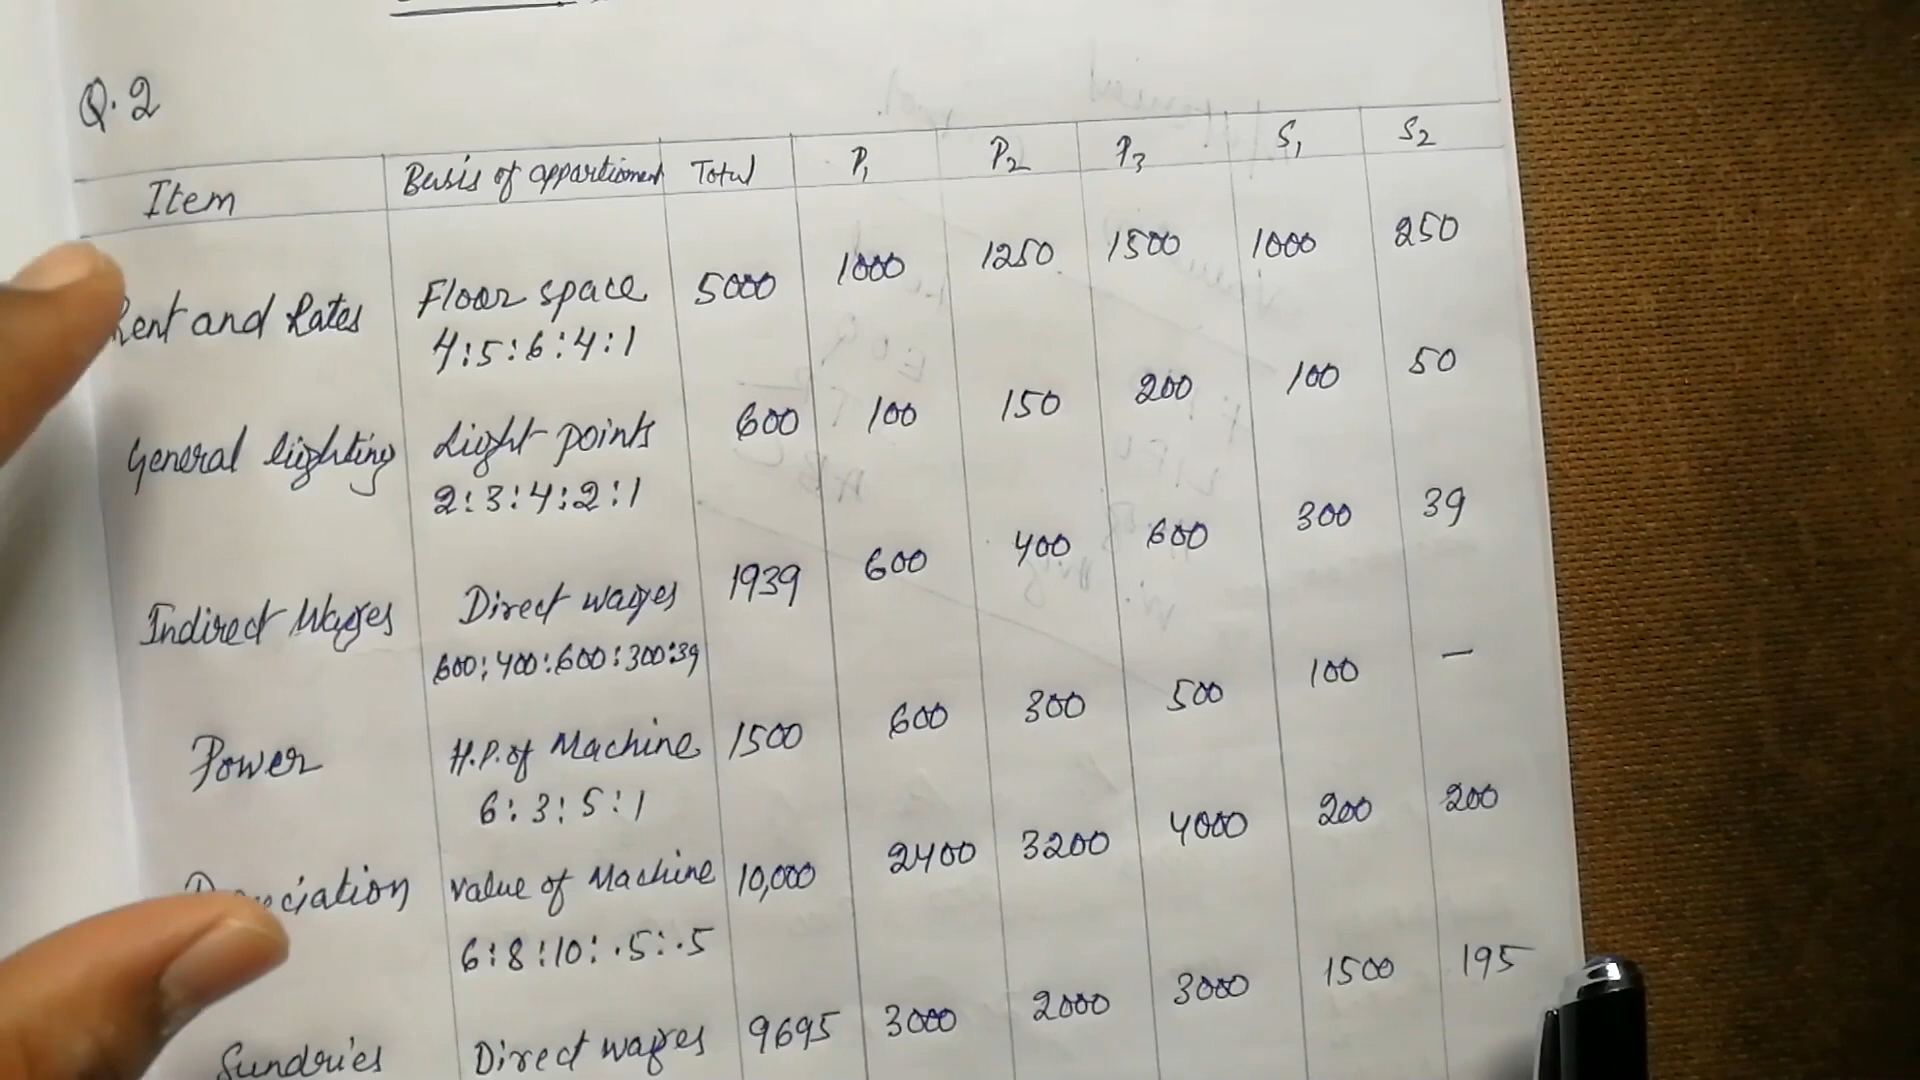 Q.2
Item Basis of appartionment Total P1 P2 P3 S1 S2
Rent and Rates Floor space 5000 1000 1250 1500 1000 250
4:5:6:4:1
General lighting Light points 600 100 150 200 100 50
2:3:4:2:1
Indirect Wages Direct wages 1939 600 400 600 300 39
600:400:600:300:39
Power H.P. of Machine 1500 600 300 500 100 —
6:3:5:1
Depreciation Value of Machine 10,000 2400 3200 4000 200 200
6:8:10:.5:.5
Sundries Direct wages 9695 3000 2000 3000 1500 195